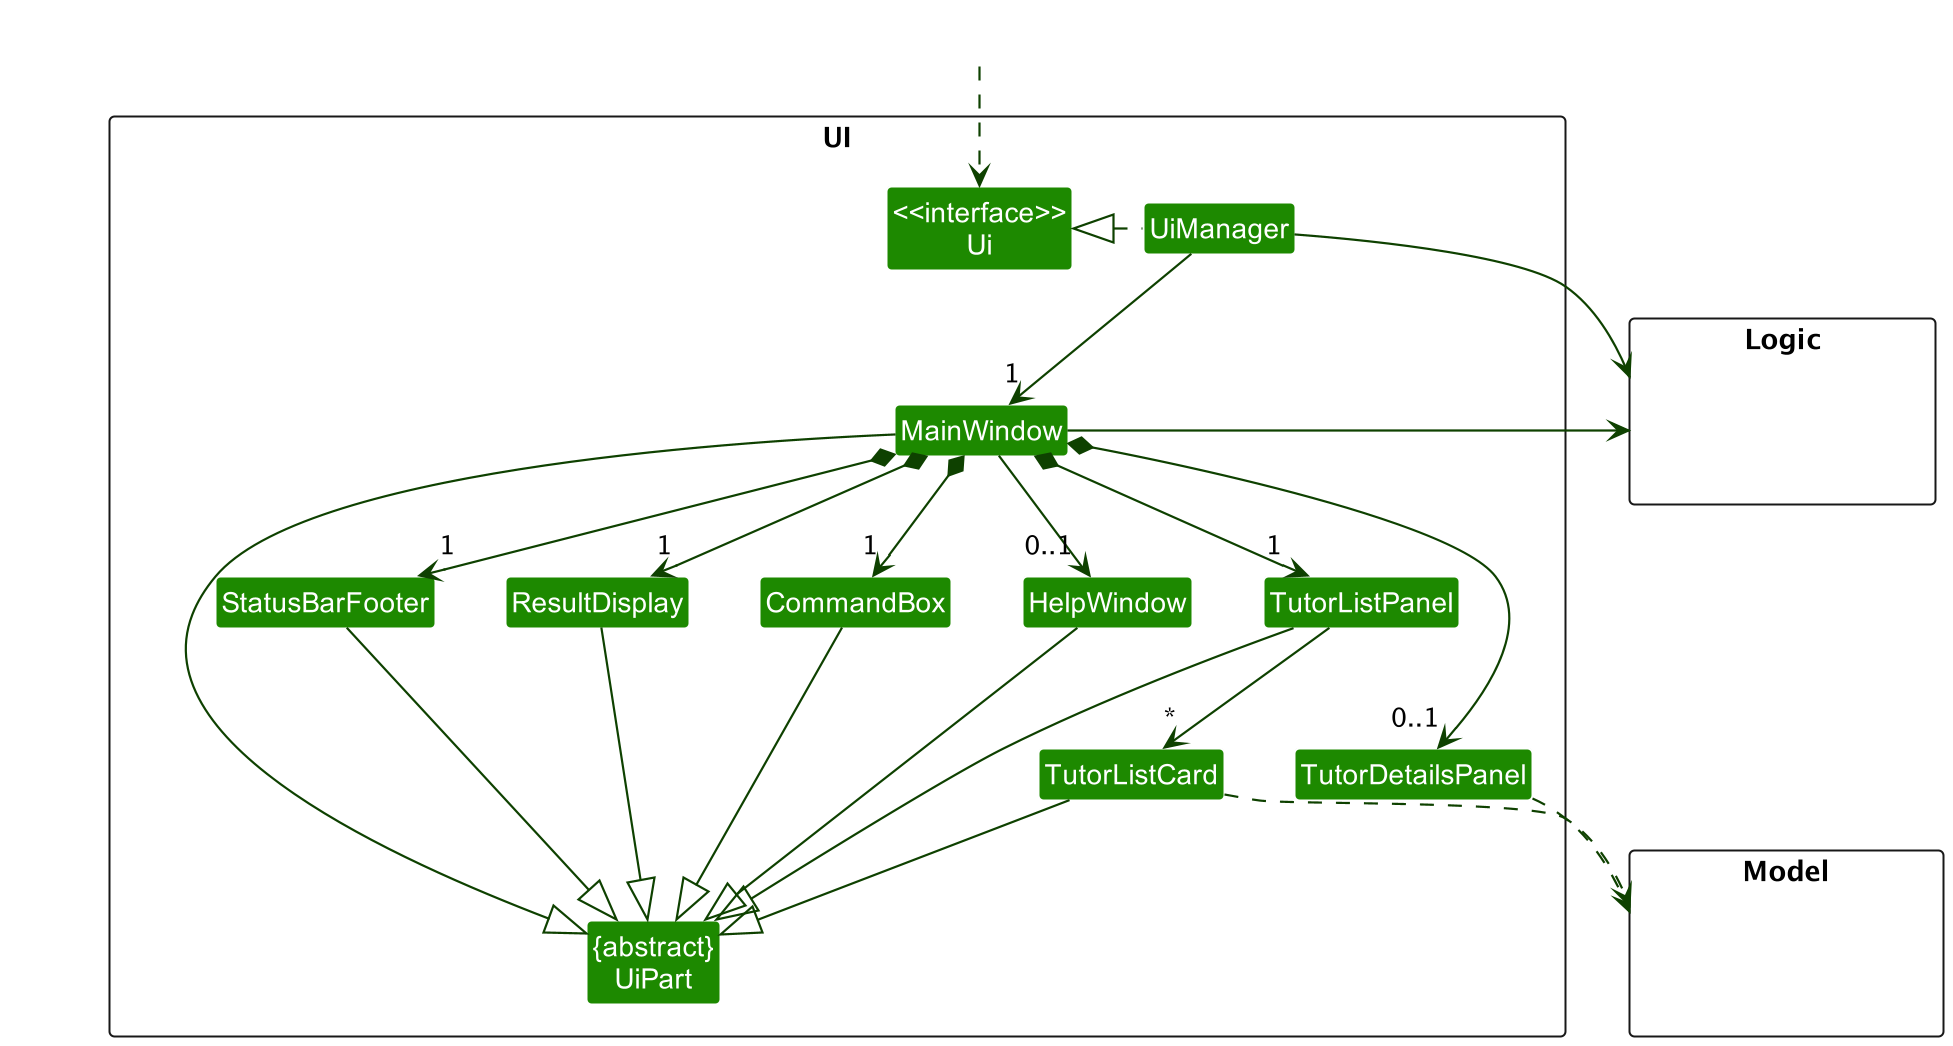 UI
<<interface>>
Ui
UiManager
Logic
1
MainWindow
1
1
1
0..1
1
StatusBarFooter
ResultDisplay
CommandBox
HelpWindow
TutorListPanel
*
0..1
TutorListCard
TutorDetailsPanel
Model
{abstract}
UiPart